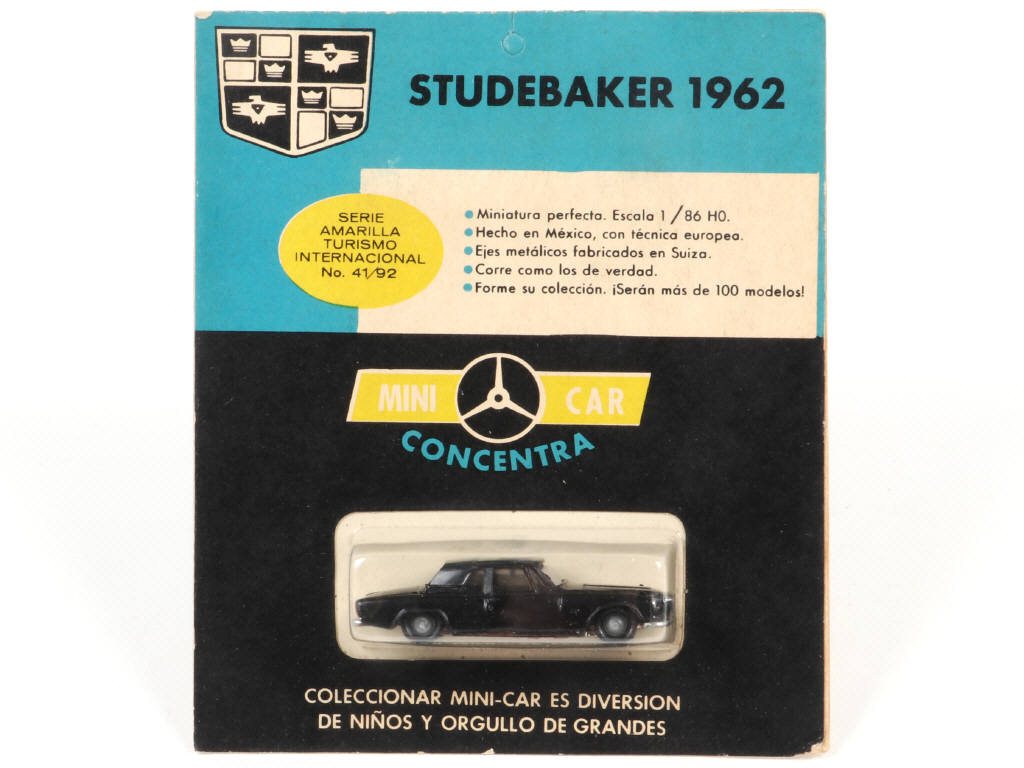 STUDEBAKER 1962
SERIE
AMARILLA
TURISMO
INTERNACIONAL
No. 41/92
Miniatura perfecta. Escala 1/86 H0.
Hecho en México, con técnica europea.
Ejes metálicos fabricados en Suiza.
Corre como los de verdad.
Forme su colección. ¡Serán más de 100 modelos!
MINI CAR
CONCENTRA
COLECCIONAR MINI-CAR ES DIVERSION
DE NIÑOS Y ORGULLO DE GRANDES